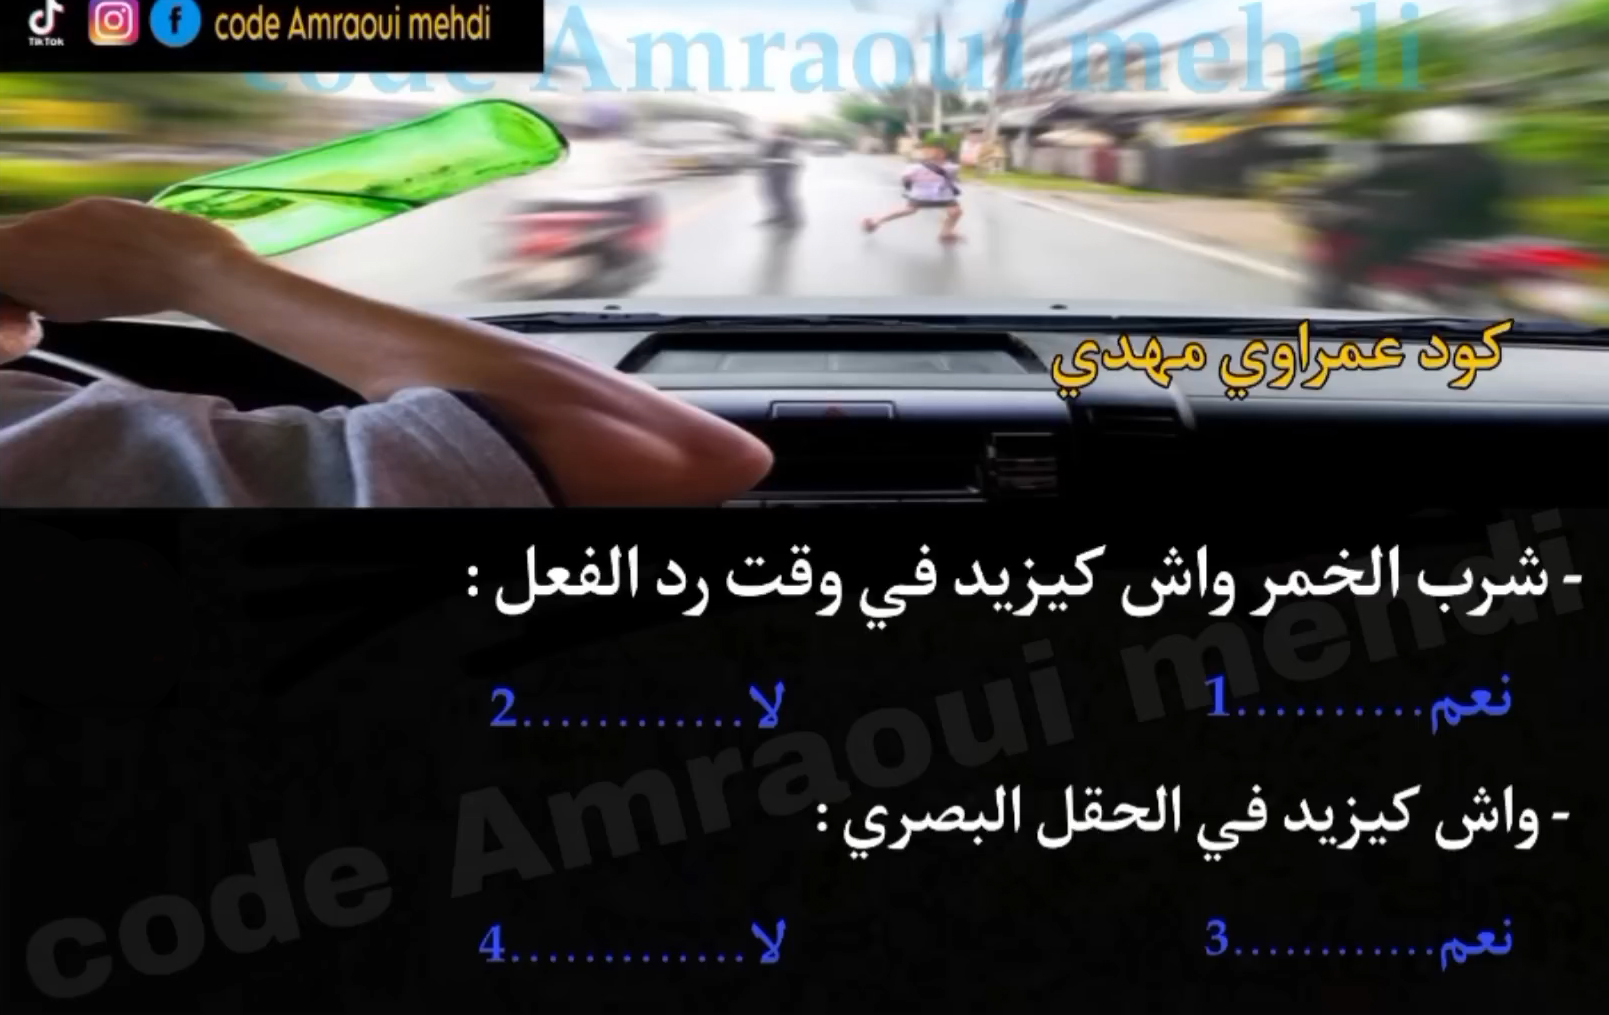 TikTok
code Amraoui mehdi
code Amraoui mehdi
كود عمراوي مهدي
- شرب الخمر واش كيزيد في وقت رد الفعل :
نعم..........1 لا............2
- واش كيزيد في الحقل البصري :
نعم............3 لا.............4
code Amraoui mehdi